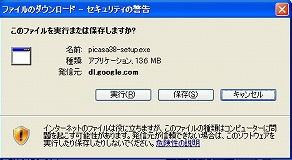 ファイルのダウンロード - セキュリティの警告
このファイルを実行または保存しますか?
名前: picasa38-setup.exe
種類: アプリケーション, 13.6 MB
発信元: dl.google.com
実行(R) 保存(S) キャンセル
インターネットのファイルは役に立ちますが、このファイルの種類はコンピューターに問
題を起こす可能性があります。発信元が信頼できない場合は、このソフトウェアを
実行したり保存したりしないでください。危険性の説明